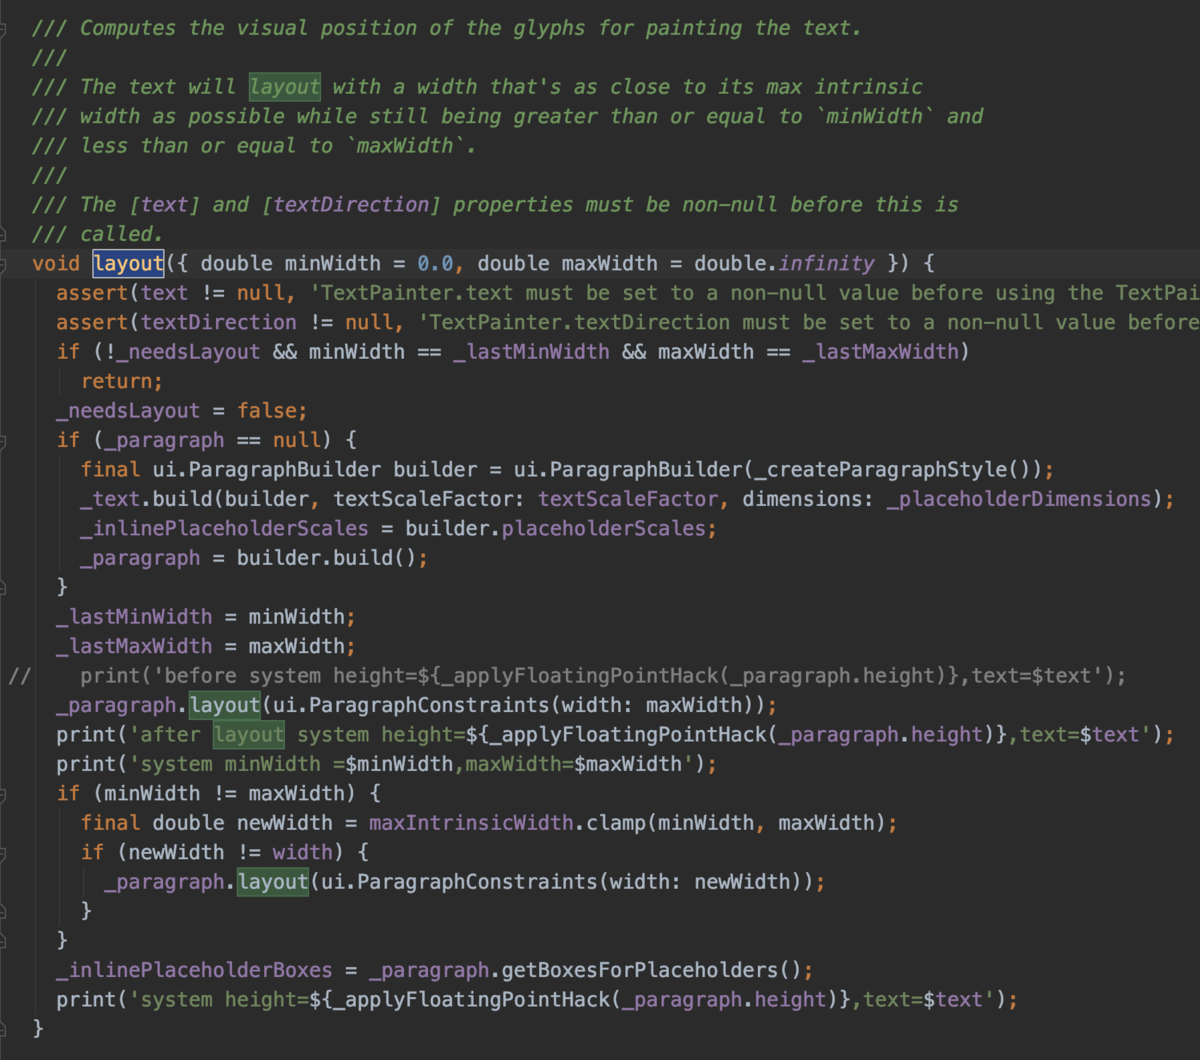 /// Computes the visual position of the glyphs for painting the text.
///
/// The text will layout with a width that's as close to its max intrinsic
/// width as possible while still being greater than or equal to `minWidth` and
/// less than or equal to `maxWidth`.
///
/// The [text] and [textDirection] properties must be non-null before this is
/// called.
void layout({ double minWidth = 0.0, double maxWidth = double.infinity }) {
assert(text != null, 'TextPainter.text must be set to a non-null value before using the TextPai
assert(textDirection != null, 'TextPainter.textDirection must be set to a non-null value before
if (!_needsLayout && minWidth == _lastMinWidth && maxWidth == _lastMaxWidth)
return;
_needsLayout = false;
if (_paragraph == null) {
final ui.ParagraphBuilder builder = ui.ParagraphBuilder(_createParagraphStyle());
_text.build(builder, textScaleFactor: textScaleFactor, dimensions: _placeholderDimensions);
_inlinePlaceholderScales = builder.placeholderScales;
_paragraph = builder.build();
}
_lastMinWidth = minWidth;
_lastMaxWidth = maxWidth;
// print('before system height=${_applyFloatingPointHack(_paragraph.height)},text=$text');
_paragraph.layout(ui.ParagraphConstraints(width: maxWidth));
print('after layout system height=${_applyFloatingPointHack(_paragraph.height)},text=$text');
print('system minWidth =$minWidth,maxWidth=$maxWidth');
if (minWidth != maxWidth) {
final double newWidth = maxIntrinsicWidth.clamp(minWidth, maxWidth);
if (newWidth != width) {
_paragraph.layout(ui.ParagraphConstraints(width: newWidth));
}
}
_inlinePlaceholderBoxes = _paragraph.getBoxesForPlaceholders();
print('system height=${_applyFloatingPointHack(_paragraph.height)},text=$text');
}